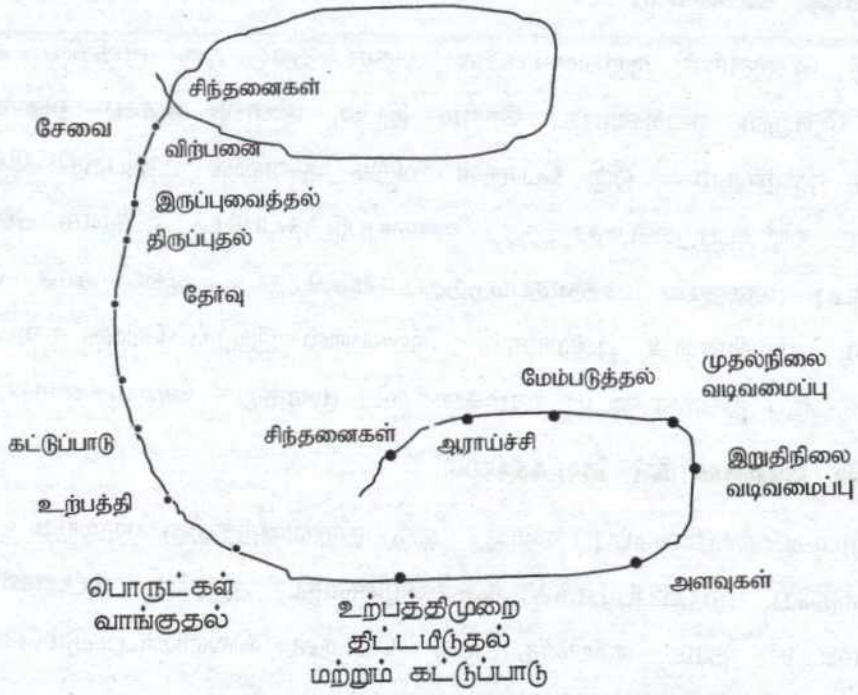 சிந்தனைகள்
சேவை
விற்பனை
இருப்புவைத்தல்
திருப்புதல்
தேர்வு
கட்டுப்பாடு
உற்பத்தி
பொருட்கள்
வாங்குதல்
உற்பத்திமுறை
திட்டமிடுதல்
மற்றும் கட்டுப்பாடு
அளவுகள்
இறுதிநிலை
வடிவமைப்பு
முதல்நிலை
வடிவமைப்பு
மேம்படுத்தல்
ஆராய்ச்சி
சிந்தனைகள்